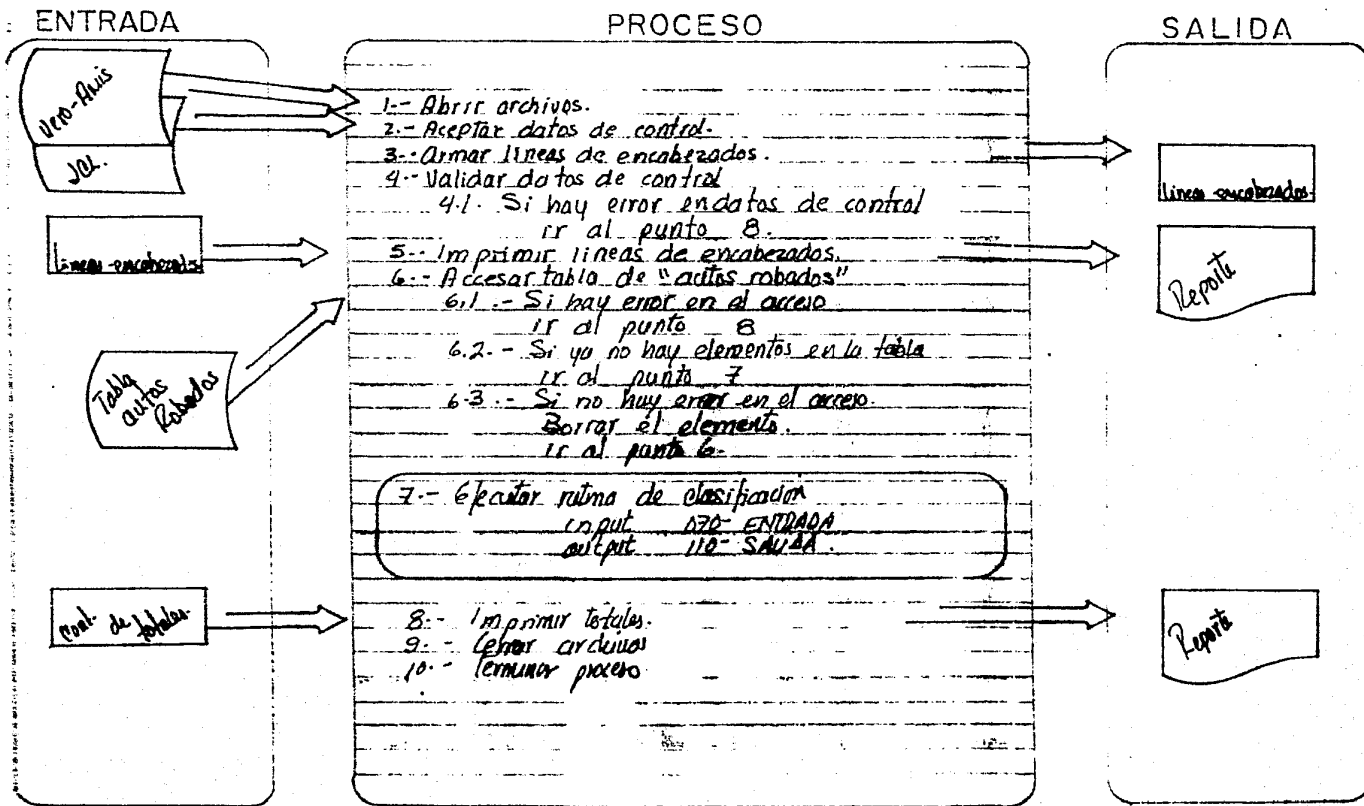 ENTRADA
PROCESO
SALIDA
JCL.
lineas-encabezads.
Tabla
autos
Robados
Cont. de totales.
1.- Abrir archivos.
2.- Aceptar datos de control.
3.- Armar lineas de encabezados.
4.- Validar datos de control
4.1. Si hay error en datos de control
ir al punto 8.
5.- Imprimir lineas de encabezados.
6.- Accesar tabla de "autos robados"
6.1.- Si hay error en el acceso
ir al punto 8
6.2.- Si ya no hay elementos en la tabla
ir al punto 7
6.3.- Si no hay error en el acceso.
Borrar el elemento.
ir al punto 6.
7.- Ejecutar rutina de clasificacion
input 070- ENTRADA
output 110- SALIDA.
8.- Imprimir totales.
9.- Cerrar archivos
10.- Terminar proceso
lineas encabezados.
Reporte
Reporte